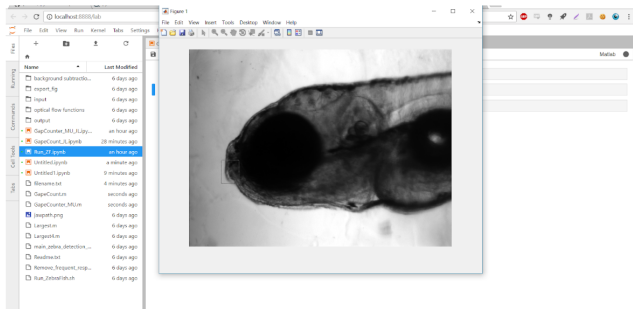 localhost:8888/lab
File Edit View Run Kernel Tabs Settings
Figure 1
File Edit View Insert Tools Desktop Window Help
Files
Running
Commands
Cell Tools
Tabs
Name Last Modified
background subtractio... 6 days ago
export_fig 6 days ago
input 6 days ago
optical flow functions 6 days ago
output 6 days ago
GapCounter_MU_JL.ipy... an hour ago
GapeCount_JL.ipynb 28 minutes ago
Run_ZF.ipynb an hour ago
Untitled.ipynb a minute ago
Untitled1.ipynb 8 minutes ago
filename.txt 4 minutes ago
GapeCount.m seconds ago
GapeCounter_MU.m seconds ago
jawpath.png 6 days ago
Largest.m 6 days ago
Largest4.m 6 days ago
main_zebra_detection_... 6 days ago
Readme.txt 6 days ago
Remove_frequent_resp... 6 days ago
Run_ZebraFish.sh 6 days ago
Matlab